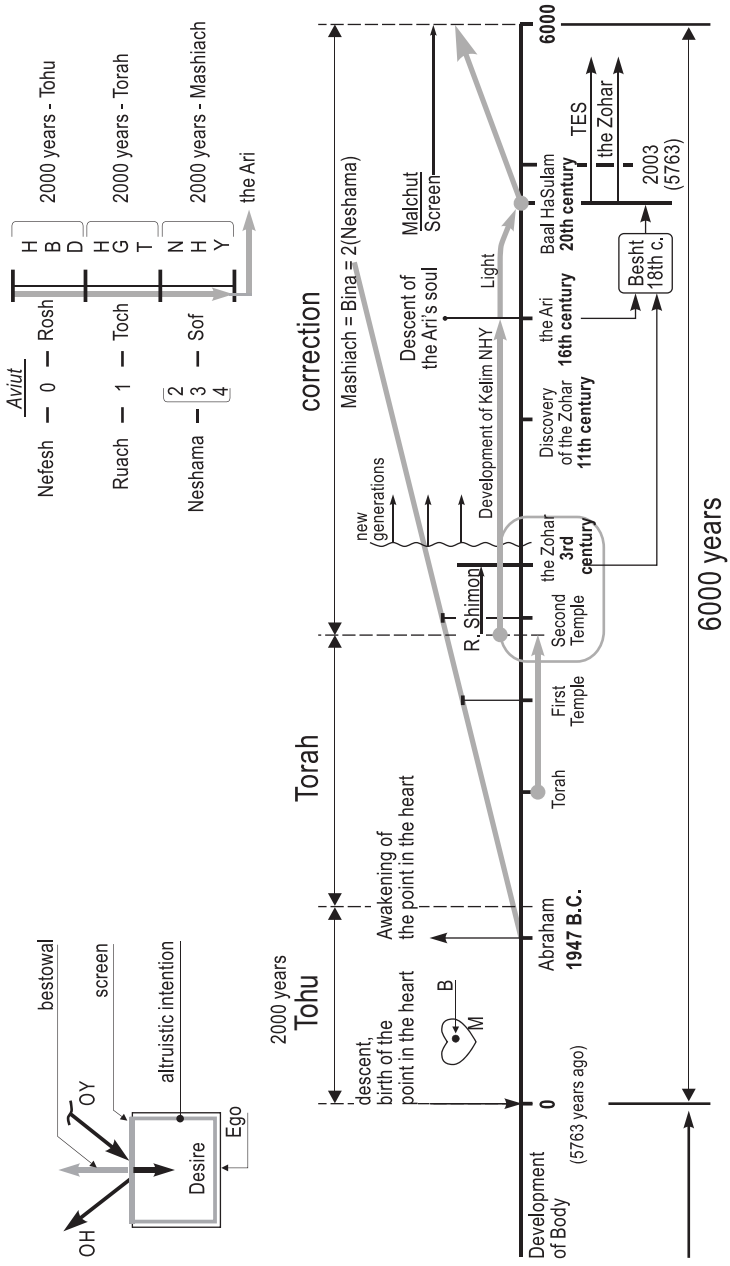 OH
OY
bestowal
screen
altruistic intention
Desire
Ego
Aviut
Nefesh — 0 — Rosh
Ruach — 1 — Toch
Neshama — 2 3 4 — Sof
H
B
D
2000 years - Tohu
H
G
T
2000 years - Torah
N
H
Y
2000 years - Mashiach
the Ari
2000 years
Tohu
Torah
correction
descent,
birth of the
point in the heart
B
M
Awakening of
the point in the heart
Mashiach = Bina = 2(Neshama)
new
generations
R. Shimon
Descent of
the Ari's soul
Malchut
Screen
Development of Kelim NHY
Light
Development
of Body
0
(5763 years ago)
Abraham
1947 B.C.
Torah
First
Temple
Second
Temple
the Zohar
3rd
century
Discovery
of the Zohar
11th century
the Ari
16th century
Baal HaSulam
20th century
6000
Besht
18th c.
TES
the Zohar
2003
(5763)
6000 years